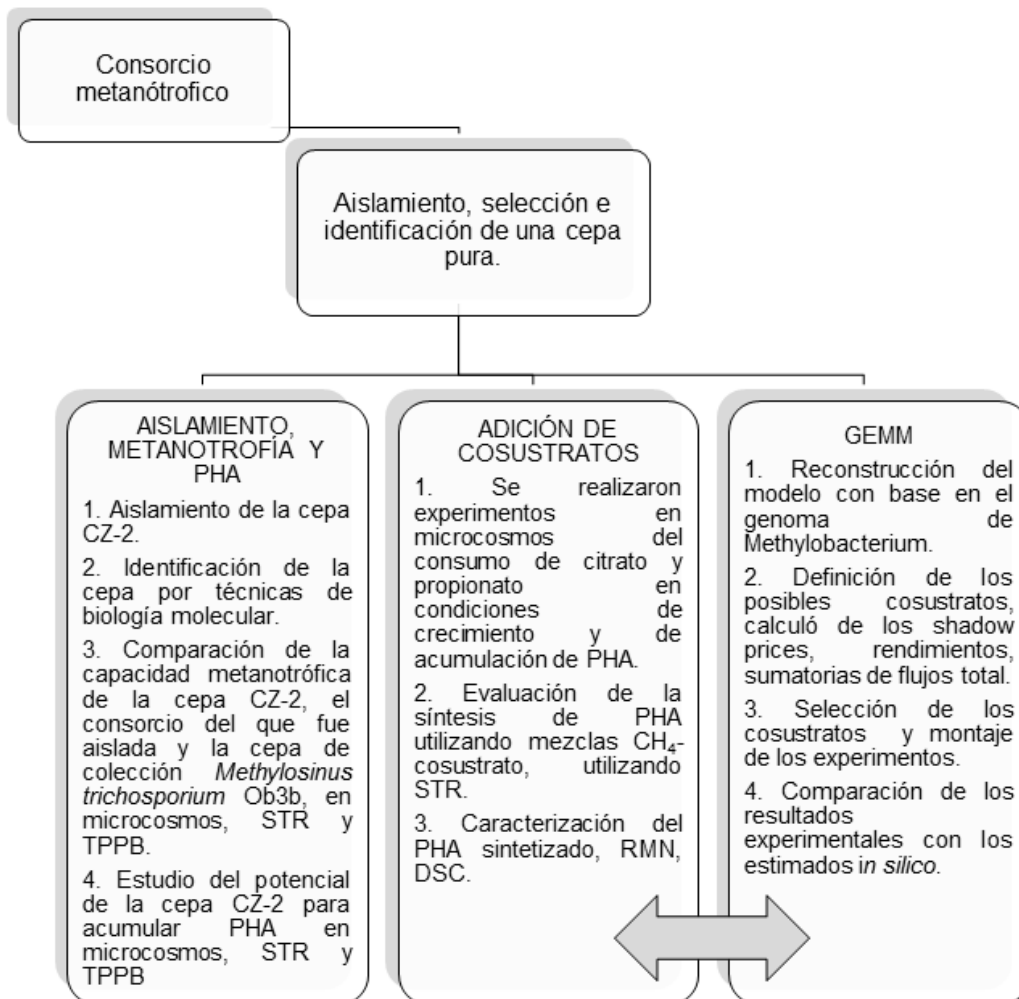 Consorcio
metanótrofico
Aislamiento, selección e
identificación de una cepa
pura.
AISLAMIENTO,
METANOTROFÍA Y
PHA
1. Aislamiento de la cepa
CZ-2.
2. Identificación de la
cepa por técnicas de
biología molecular.
3. Comparación de la
capacidad metanotrófica
de la cepa CZ-2, el
consorcio del que fue
aislada y la cepa de
colección Methylosinus
trichosporium Ob3b, en
microcosmos, STR y
TPPB.
4. Estudio del potencial
de la cepa CZ-2 para
acumular PHA en
microcosmos, STR y
TPPB
ADICIÓN DE
COSUSTRATOS
1. Se realizaron
experimentos en
microcosmos del
consumo de citrato y
propionato en
condiciones de
crecimiento y de
acumulación de PHA.
2. Evaluación de la
síntesis de PHA
utilizando mezclas CH₄-
cosustrato, utilizando
STR.
3. Caracterización del
PHA sintetizado, RMN,
DSC.
GEMM
1. Reconstrucción del
modelo con base en el
genoma de
Methylobacterium.
2. Definición de los
posibles cosustratos,
calculó de los shadow
prices, rendimientos,
sumatorias de flujos total.
3. Selección de los
cosustratos y montaje
de los experimentos.
4. Comparación de los
resultados
experimentales con los
estimados in silico.